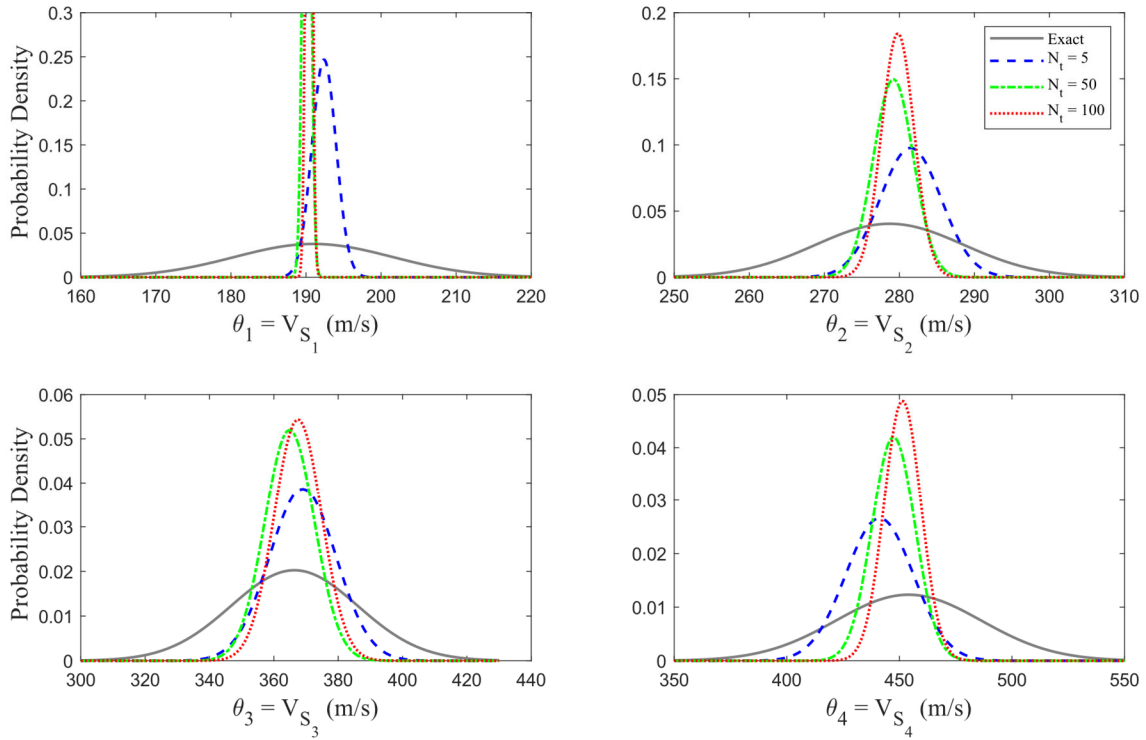 0.3
0.25
0.2
0.15
0.1
0.05
0
Probability Density
160 170 180 190 200 210 220
θ1 = VS1 (m/s)
0.2
0.15
0.1
0.05
0
Exact
Nt = 5
Nt = 50
Nt = 100
250 260 270 280 290 300 310
θ2 = VS2 (m/s)
0.06
0.05
0.04
0.03
0.02
0.01
0
Probability Density
300 320 340 360 380 400 420 440
θ3 = VS3 (m/s)
0.05
0.04
0.03
0.02
0.01
0
350 400 450 500 550
θ4 = VS4 (m/s)